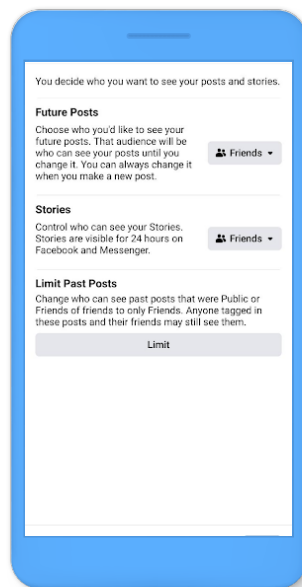 You decide who you want to see your posts and stories.
Future Posts
Choose who you'd like to see your
future posts. That audience will be
who can see your posts until you
change it. You can always change it
when you make a new post.
Friends
Stories
Control who can see your Stories.
Stories are visible for 24 hours on
Facebook and Messenger.
Friends
Limit Past Posts
Change who can see past posts that were Public or
Friends of friends to only Friends. Anyone tagged in
these posts and their friends may still see them.
Limit